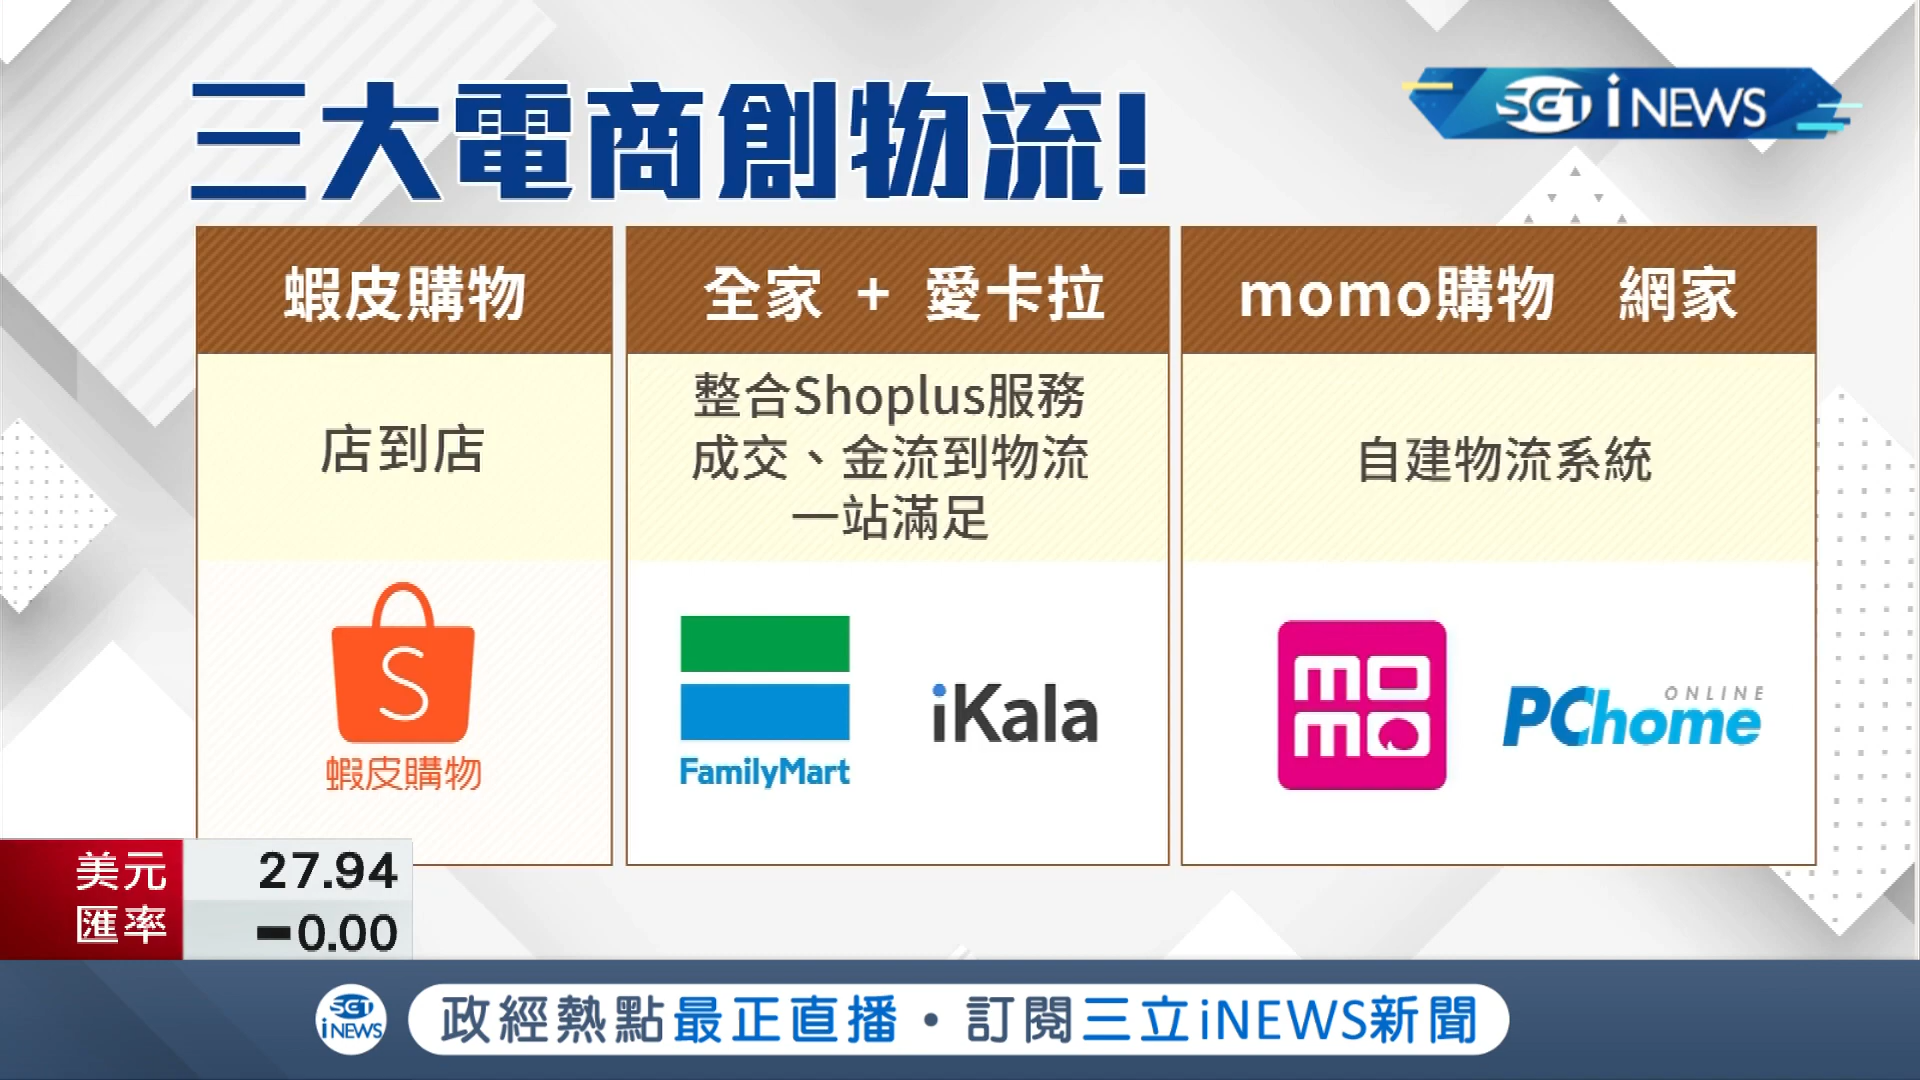 三大電商創物流!
SET iNEWS
蝦皮購物
店到店
S
蝦皮購物
全家 + 愛卡拉
整合Shoplus服務
成交、金流到物流
一站滿足
FamilyMart
iKala
momo購物 網家
自建物流系統
momo
PChome ONLINE
美元 27.94
匯率 -0.00
SET iNEWS
政經熱點最正直播・訂閱三立iNEWS新聞